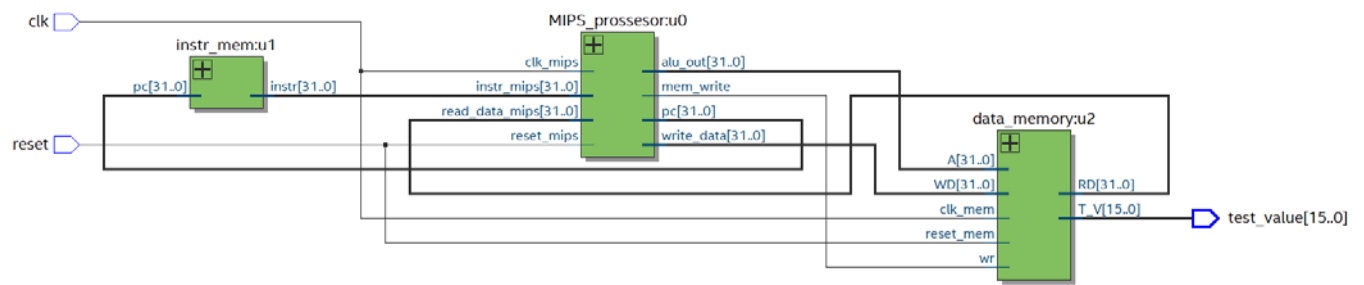 clk
reset
instr_mem:u1
pc[31..0]
instr[31..0]
MIPS_prossesor:u0
clk_mips
instr_mips[31..0]
read_data_mips[31..0]
reset_mips
alu_out[31..0]
mem_write
pc[31..0]
write_data[31..0]
data_memory:u2
A[31..0]
WD[31..0]
clk_mem
reset_mem
wr
RD[31..0]
T_V[15..0]
test_value[15..0]